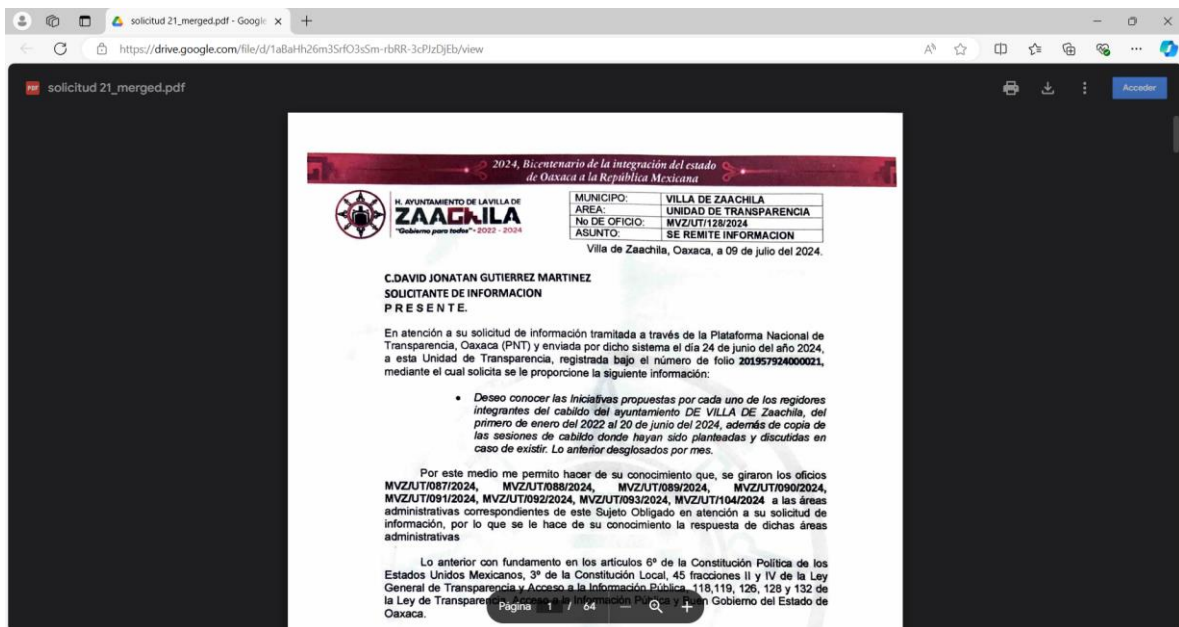 solicitud 21_merged.pdf - Google
https://drive.google.com/file/d/1aBaHh26m3SrfO3sSm-rbRR-3cPJzDjEb/view
PDF solicitud 21_merged.pdf
Acceder
2024, Bicentenario de la integración del estado
de Oaxaca a la República Mexicana
H. AYUNTAMIENTO DE LA VILLA DE
ZAACHILA
"Gobierno para todos" - 2022 - 2024
MUNICIPIO: VILLA DE ZAACHILA
AREA: UNIDAD DE TRANSPARENCIA
No DE OFICIO: MVZ/UT/128/2024
ASUNTO: SE REMITE INFORMACION
Villa de Zaachila, Oaxaca, a 09 de julio del 2024.
C.DAVID JONATAN GUTIERREZ MARTINEZ
SOLICITANTE DE INFORMACION
P R E S E N T E.
En atención a su solicitud de información tramitada a través de la Plataforma Nacional de
Transparencia, Oaxaca (PNT) y enviada por dicho sistema el día 24 de junio del año 2024,
a esta Unidad de Transparencia, registrada bajo el número de folio 201957924000021,
mediante el cual solicita se le proporcione la siguiente información:
• Deseo conocer las Iniciativas propuestas por cada uno de los regidores
integrantes del cabildo del ayuntamiento DE VILLA DE Zaachila, del
primero de enero del 2022 al 20 de junio del 2024, además de copia de
las sesiones de cabildo donde hayan sido planteadas y discutidas en
caso de existir. Lo anterior desglosados por mes.
Por este medio me permito hacer de su conocimiento que, se giraron los oficios
MVZ/UT/087/2024, MVZ/UT/088/2024, MVZ/UT/089/2024, MVZ/UT/090/2024,
MVZ/UT/091/2024, MVZ/UT/092/2024, MVZ/UT/093/2024, MVZ/UT/104/2024 a las áreas
administrativas correspondientes de este Sujeto Obligado en atención a su solicitud de
información, por lo que se le hace de su conocimiento la respuesta de dichas áreas
administrativas
Lo anterior con fundamento en los artículos 6º de la Constitución Política de los
Estados Unidos Mexicanos, 3º de la Constitución Local, 45 fracciones II y IV de la Ley
General de Transparencia y Acceso a la Información Pública, 118,119, 126, 128 y 132 de
la Ley de Transparencia, Acceso a la Información Pública y Buen Gobierno del Estado de
Oaxaca.
Página 1 / 64